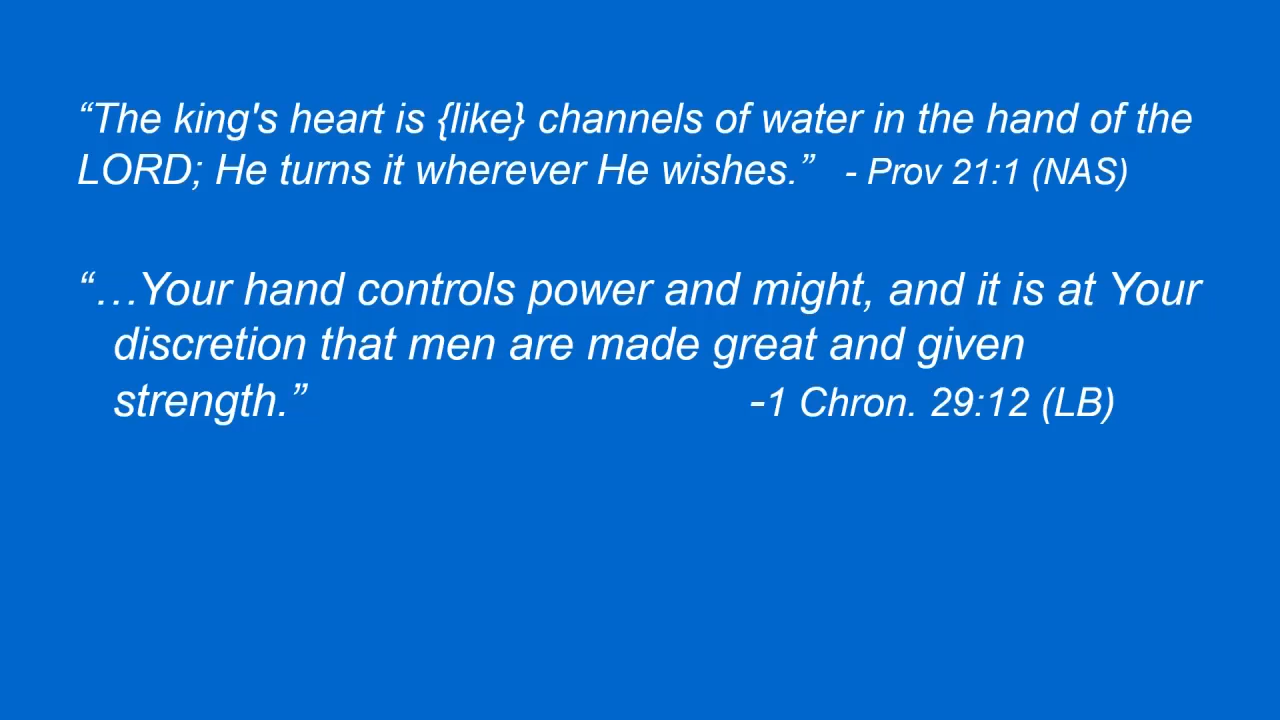 “The king's heart is {like} channels of water in the hand of the
LORD; He turns it wherever He wishes.” - Prov 21:1 (NAS)
“…Your hand controls power and might, and it is at Your
discretion that men are made great and given
strength.” -1 Chron. 29:12 (LB)